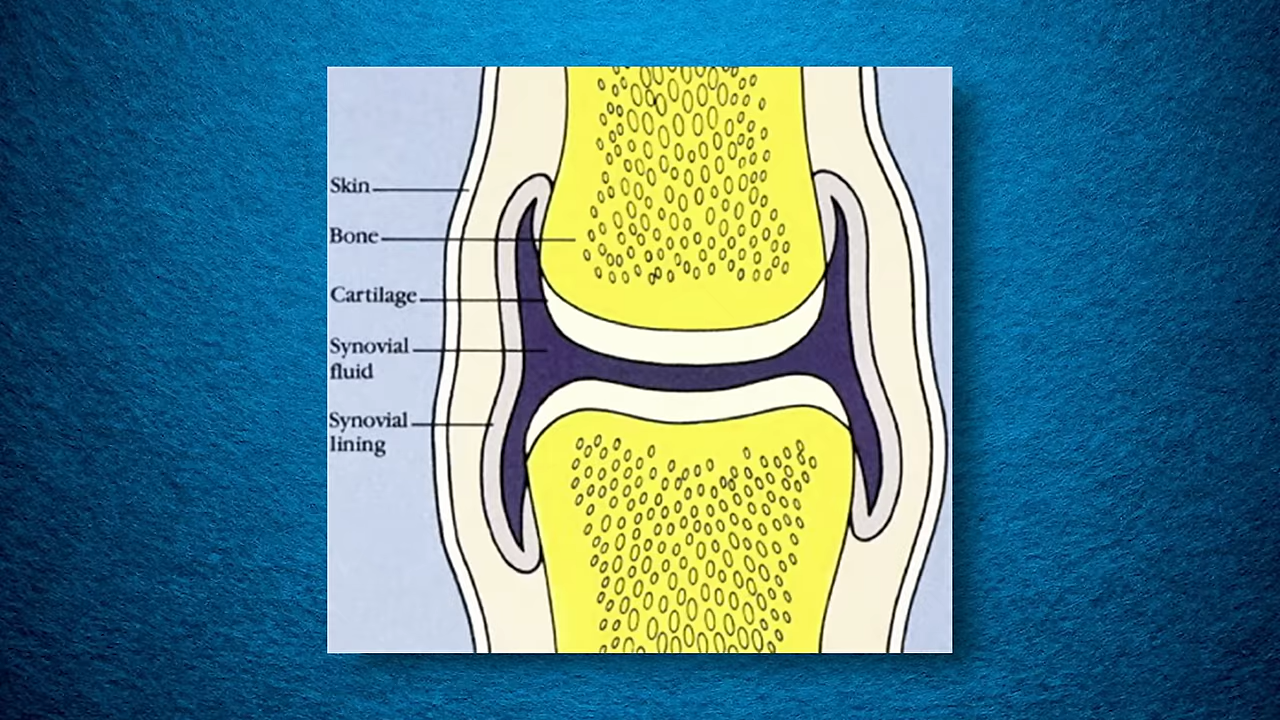 Skin
Bone
Cartilage
Synovial
fluid
Synovial
lining